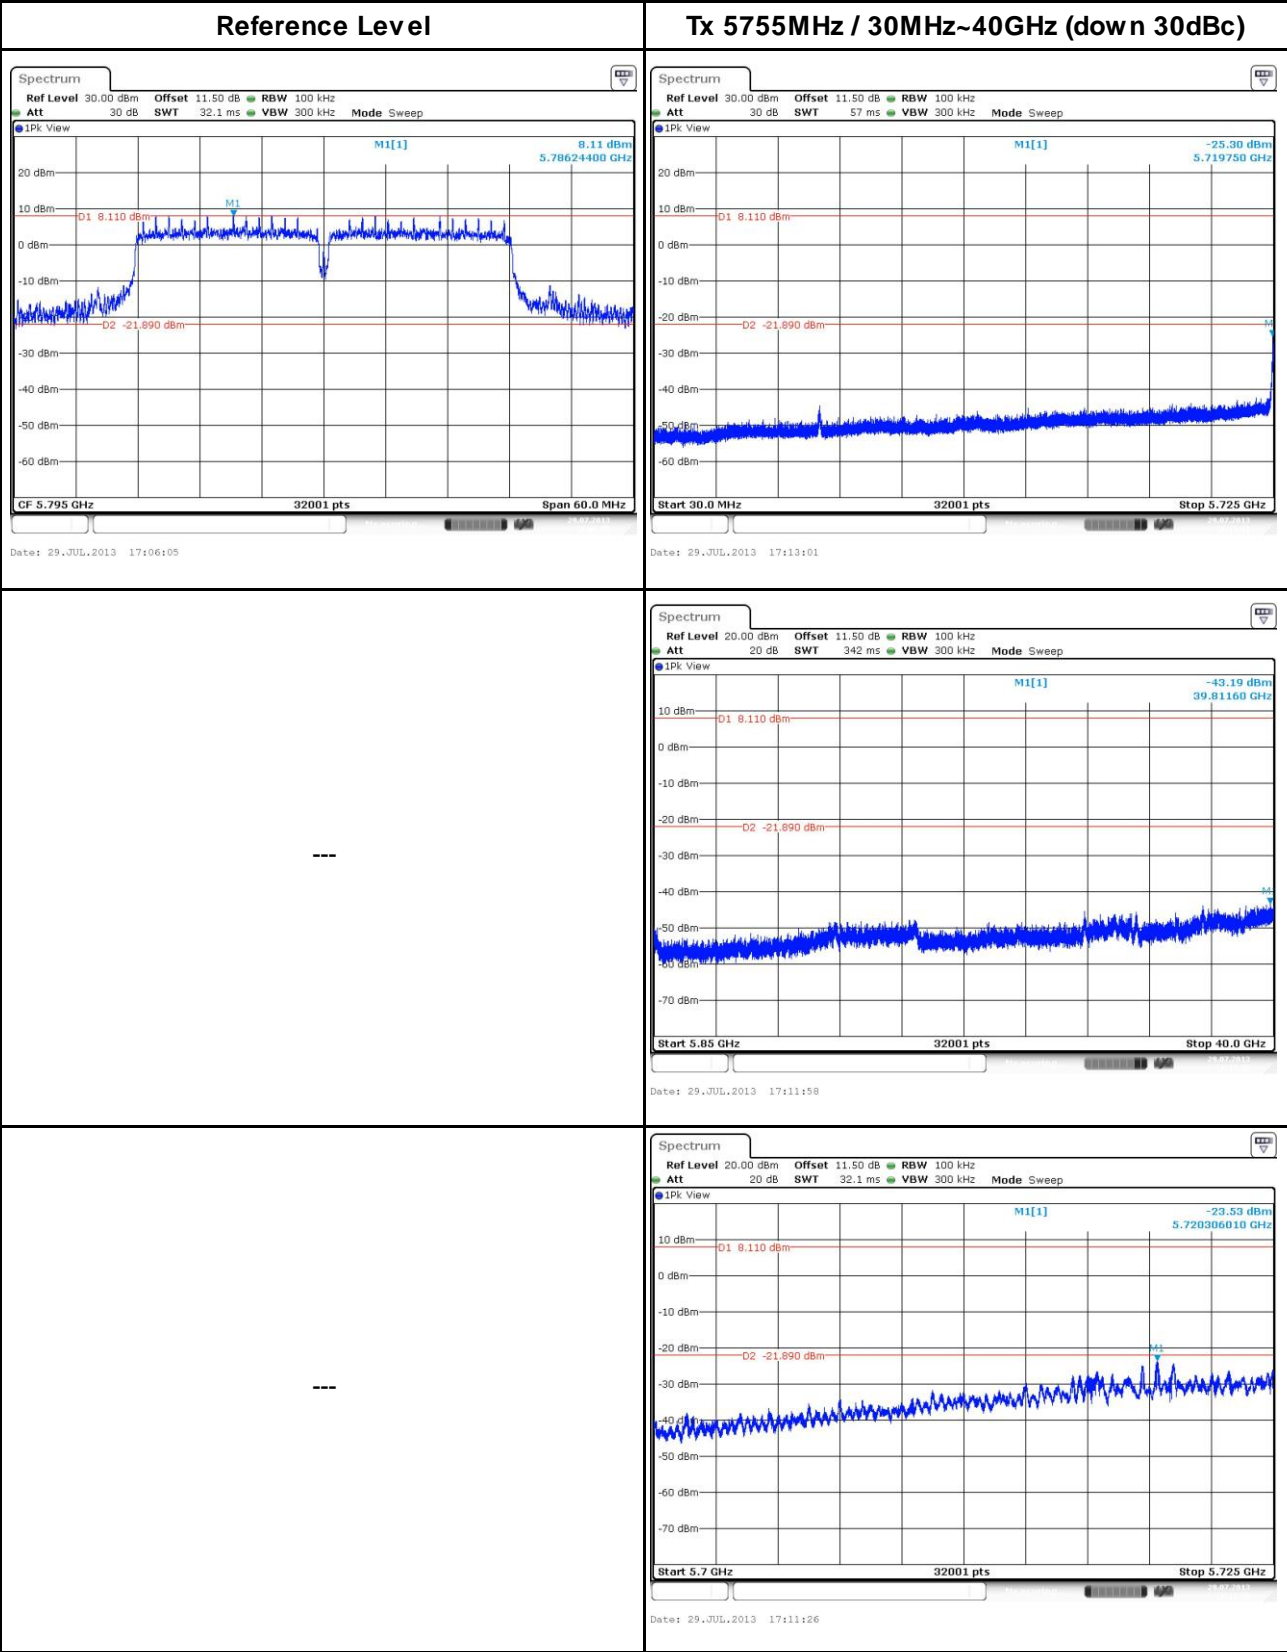 Reference Level
Tx 5755MHz / 30MHz~40GHz (down 30dBc)
Spectrum
Ref Level 30.00 dBm Offset 11.50 dB RBW 100 kHz
Att 30 dB SWT 32.1 ms VBW 300 kHz Mode Sweep
1Pk View
M1[1] 8.11 dBm
5.78624400 GHz
20 dBm
10 dBm
D1 8.110 dBm
M1
0 dBm
-10 dBm
-20 dBm
D2 -21.890 dBm
-30 dBm
-40 dBm
-50 dBm
-60 dBm
CF 5.795 GHz 32001 pts Span 60.0 MHz
Date: 29.JUL.2013 17:06:05
Spectrum
Ref Level 30.00 dBm Offset 11.50 dB RBW 100 kHz
Att 30 dB SWT 57 ms VBW 300 kHz Mode Sweep
1Pk View
M1[1] -25.30 dBm
5.719750 GHz
20 dBm
10 dBm
D1 8.110 dBm
0 dBm
-10 dBm
-20 dBm
D2 -21.890 dBm
-30 dBm
-40 dBm
-50 dBm
-60 dBm
Start 30.0 MHz 32001 pts Stop 5.725 GHz
Date: 29.JUL.2013 17:13:01
---
Spectrum
Ref Level 20.00 dBm Offset 11.50 dB RBW 100 kHz
Att 20 dB SWT 342 ms VBW 300 kHz Mode Sweep
1Pk View
M1[1] -43.19 dBm
39.81160 GHz
10 dBm
D1 8.110 dBm
0 dBm
-10 dBm
-20 dBm
D2 -21.890 dBm
-30 dBm
-40 dBm
-50 dBm
-60 dBm
-70 dBm
Start 5.85 GHz 32001 pts Stop 40.0 GHz
Date: 29.JUL.2013 17:11:58
---
Spectrum
Ref Level 20.00 dBm Offset 11.50 dB RBW 100 kHz
Att 20 dB SWT 32.1 ms VBW 300 kHz Mode Sweep
1Pk View
M1[1] -23.53 dBm
5.720306010 GHz
10 dBm
D1 8.110 dBm
0 dBm
-10 dBm
-20 dBm
D2 -21.890 dBm
M1
-30 dBm
-40 dBm
-50 dBm
-60 dBm
-70 dBm
Start 5.7 GHz 32001 pts Stop 5.725 GHz
Date: 29.JUL.2013 17:11:26